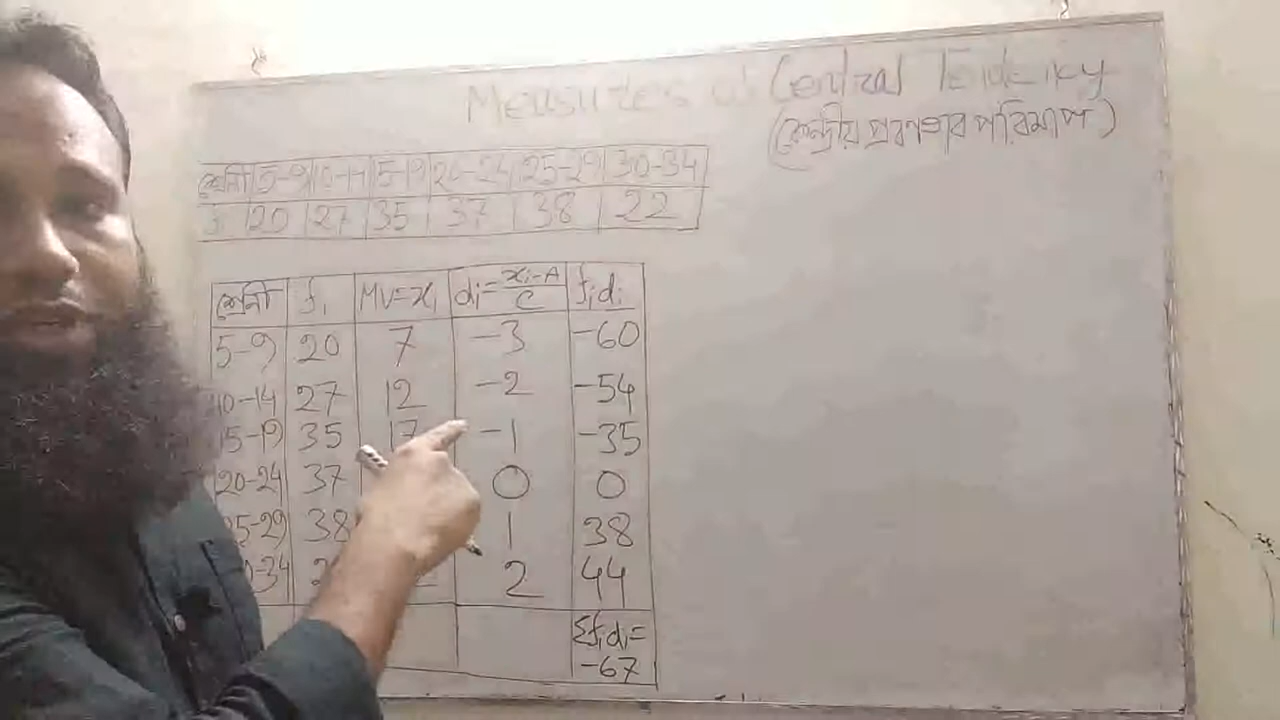 Measures of Central Tendency
(কেন্দ্রীয় প্রবণতার পরিমাপ)
শ্রেনী 5-9 10-14 15-19 20-24 25-29 30-34
f 20 27 35 37 38 22
শ্রেনী fi MV=xi di=xi-A/C fidi
5-9 20 7 -3 -60
10-14 27 12 -2 -54
15-19 35 17 -1 -35
20-24 37 0 0
25-29 38 1 38
2 44
Σfidi=
-67